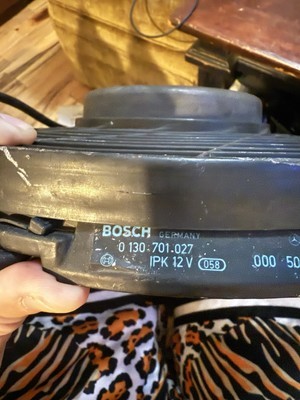 BOSCH GERMANY
0 130 701 027
IPK 12 V 058 000 50